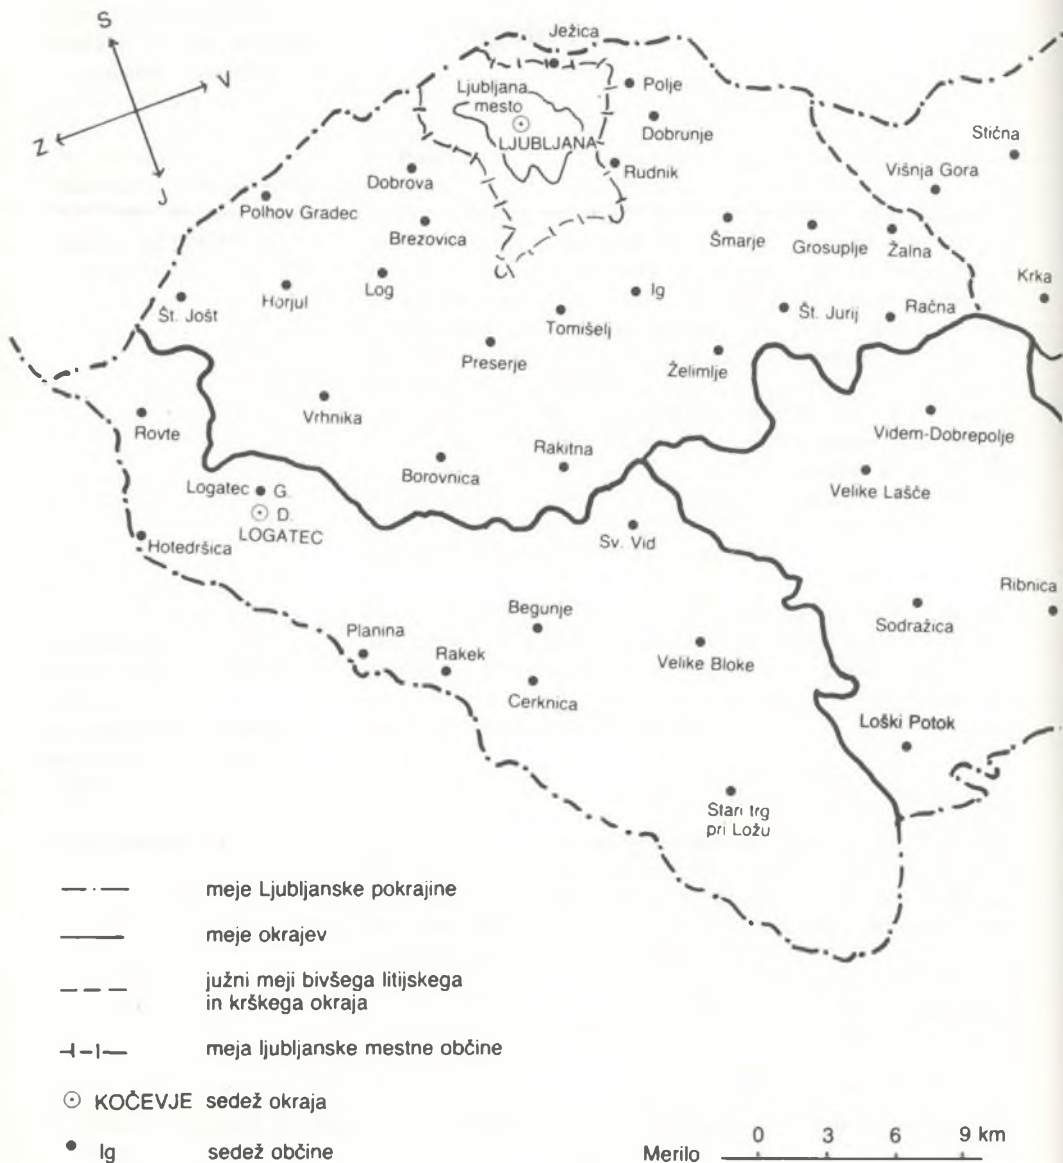 S
V
Z
J
Ježica
Ljubljana
mesto
LJUBLJANA
Polje
Dobrunje
Rudnik
Stična
Višnja Gora
Dobrova
Polhov Gradec
Brezovica
Šmarje
Grosuplje
Žalna
Krka
Log
Horjul
Št. Jošt
Ig
Tomišelj
Št. Jurij
Račna
Preserje
Želimlje
Vrhnika
Rovte
Videm-Dobrepolje
Borovnica
Rakitna
Velike Lašče
Logatec G.
D.
LOGATEC
Hotedršica
Sv. Vid
Ribnica
Sodražica
Begunje
Planina
Rakek
Velike Bloke
Cerknica
Loški Potok
Stari trg
pri Ložu
meje Ljubljanske pokrajine
meje okrajev
južni meji bivšega litijskega
in krškega okraja
meja ljubljanske mestne občine
KOČEVJE sedež okraja
Ig sedež občine
Merilo 0 3 6 9 km